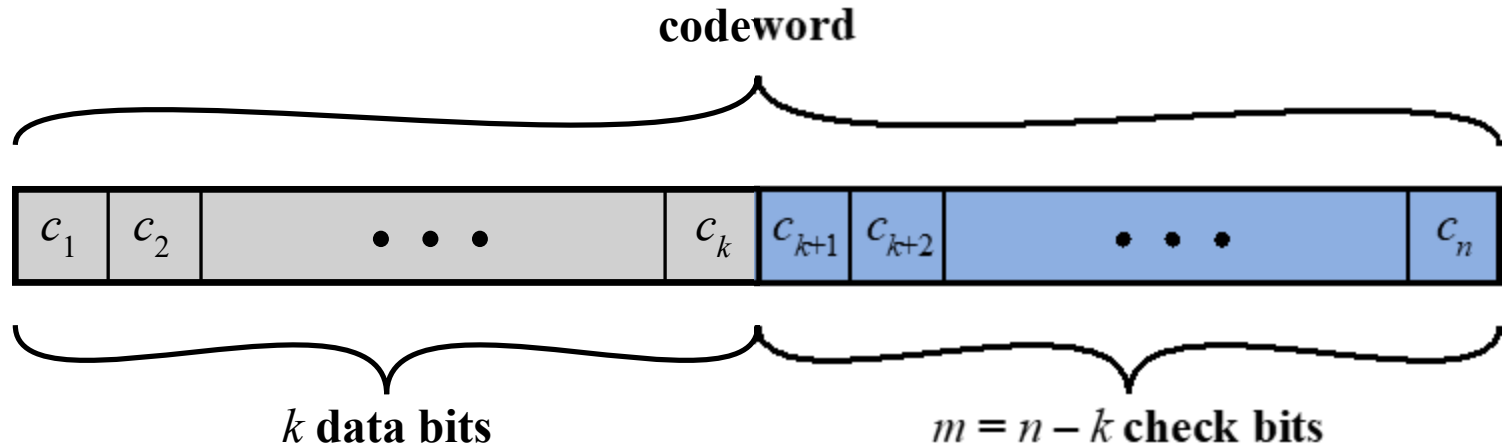 codeword
c1 c2 • • • ck ck+1 ck+2 • • • cn
k data bits m = n – k check bits